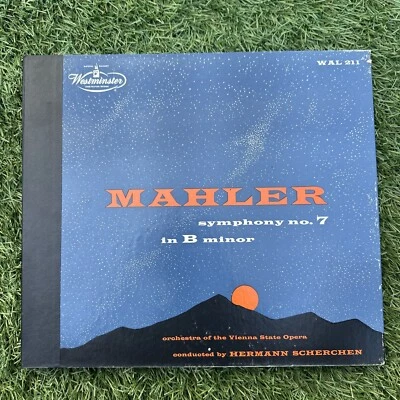 WAL 211
Westminster
MAHLER
symphony no. 7
in B minor
orchestra of the Vienna State Opera
conducted by HERMANN SCHERCHEN